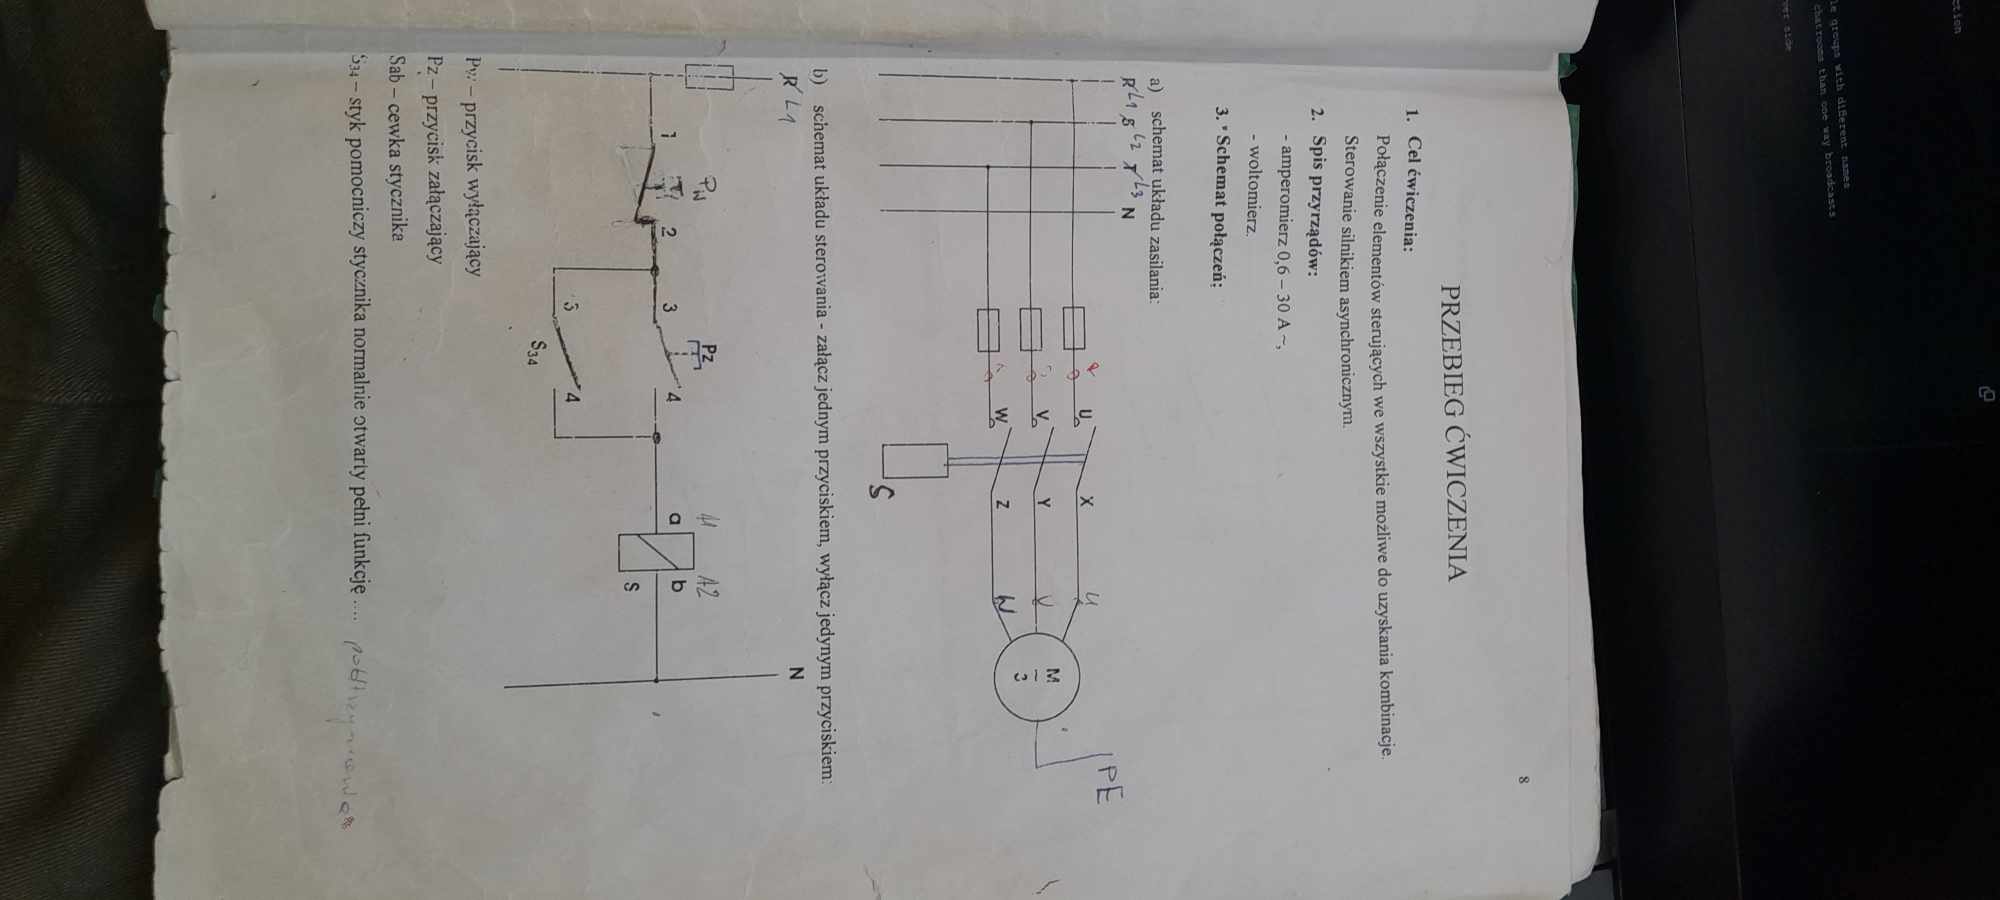 8
PRZEBIEG ĆWICZENIA
1. Cel ćwiczenia:
Połączenie elementów sterujących we wszystkie możliwe do uzyskania kombinacje.
Sterowanie silnikiem asynchronicznym.
2. Spis przyrządów:
- amperomierz 0,6 – 30 A ~,
- woltomierz.
3. Schemat połączeń:
a) schemat układu zasilania:
R L1 S L2 T L3 N
U X U
V Y V
W Z W
M
~
3
PE
S
b) schemat układu sterowania - załącz jednym przyciskiem, wyłącz jedynym przyciskiem:
R L1 N
Pw Pz A2
1 2 3 4 a b
S
3 4
S34
Pw – przycisk wyłączający
Pz – przycisk załączający
Sab – cewka stycznika
S34 – styk pomocniczy stycznika normalnie otwarty pełni funkcję .... podtrzymową